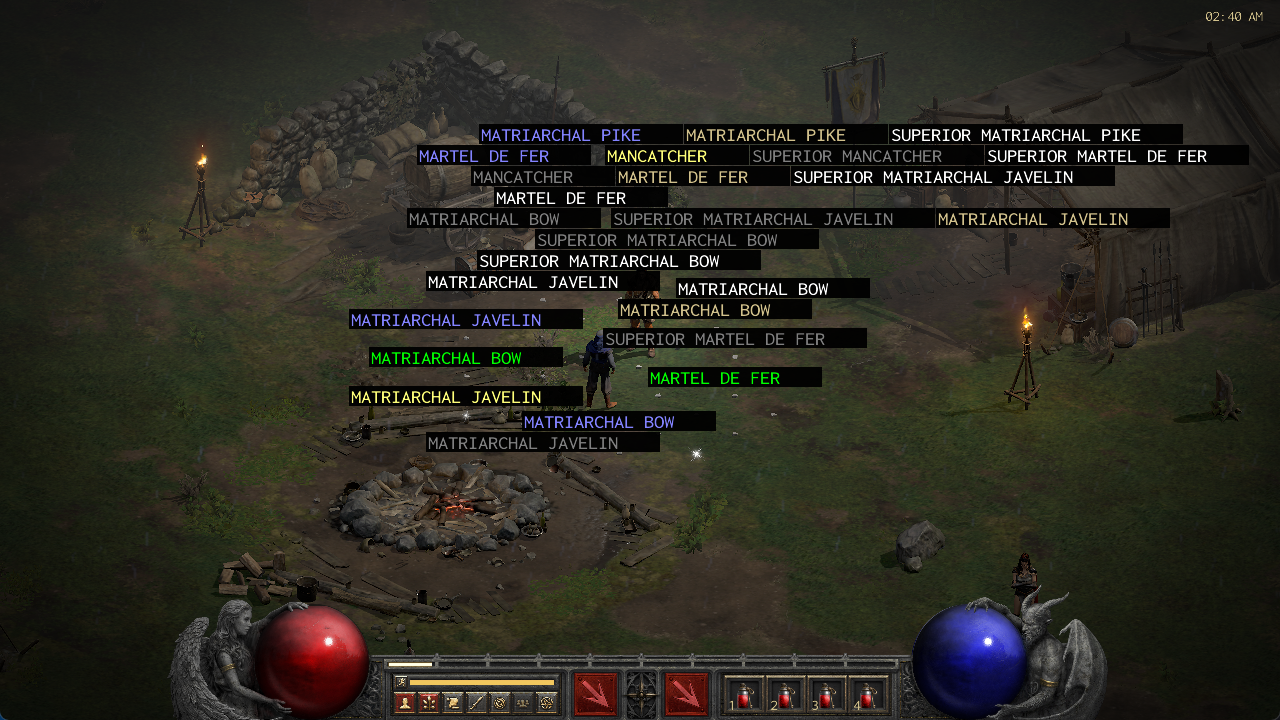 02:40 AM
MATRIARCHAL PIKE MATRIARCHAL PIKE SUPERIOR MATRIARCHAL PIKE
MARTEL DE FER MANCATCHER SUPERIOR MANCATCHER SUPERIOR MARTEL DE FER
MANCATCHER MARTEL DE FER SUPERIOR MATRIARCHAL JAVELIN
MARTEL DE FER
MATRIARCHAL BOW SUPERIOR MATRIARCHAL JAVELIN MATRIARCHAL JAVELIN
SUPERIOR MATRIARCHAL BOW
SUPERIOR MATRIARCHAL BOW
MATRIARCHAL JAVELIN MATRIARCHAL BOW
MATRIARCHAL BOW
MATRIARCHAL JAVELIN
SUPERIOR MARTEL DE FER
MATRIARCHAL BOW
MARTEL DE FER
MATRIARCHAL JAVELIN
MATRIARCHAL BOW
MATRIARCHAL JAVELIN
1 2 3 4